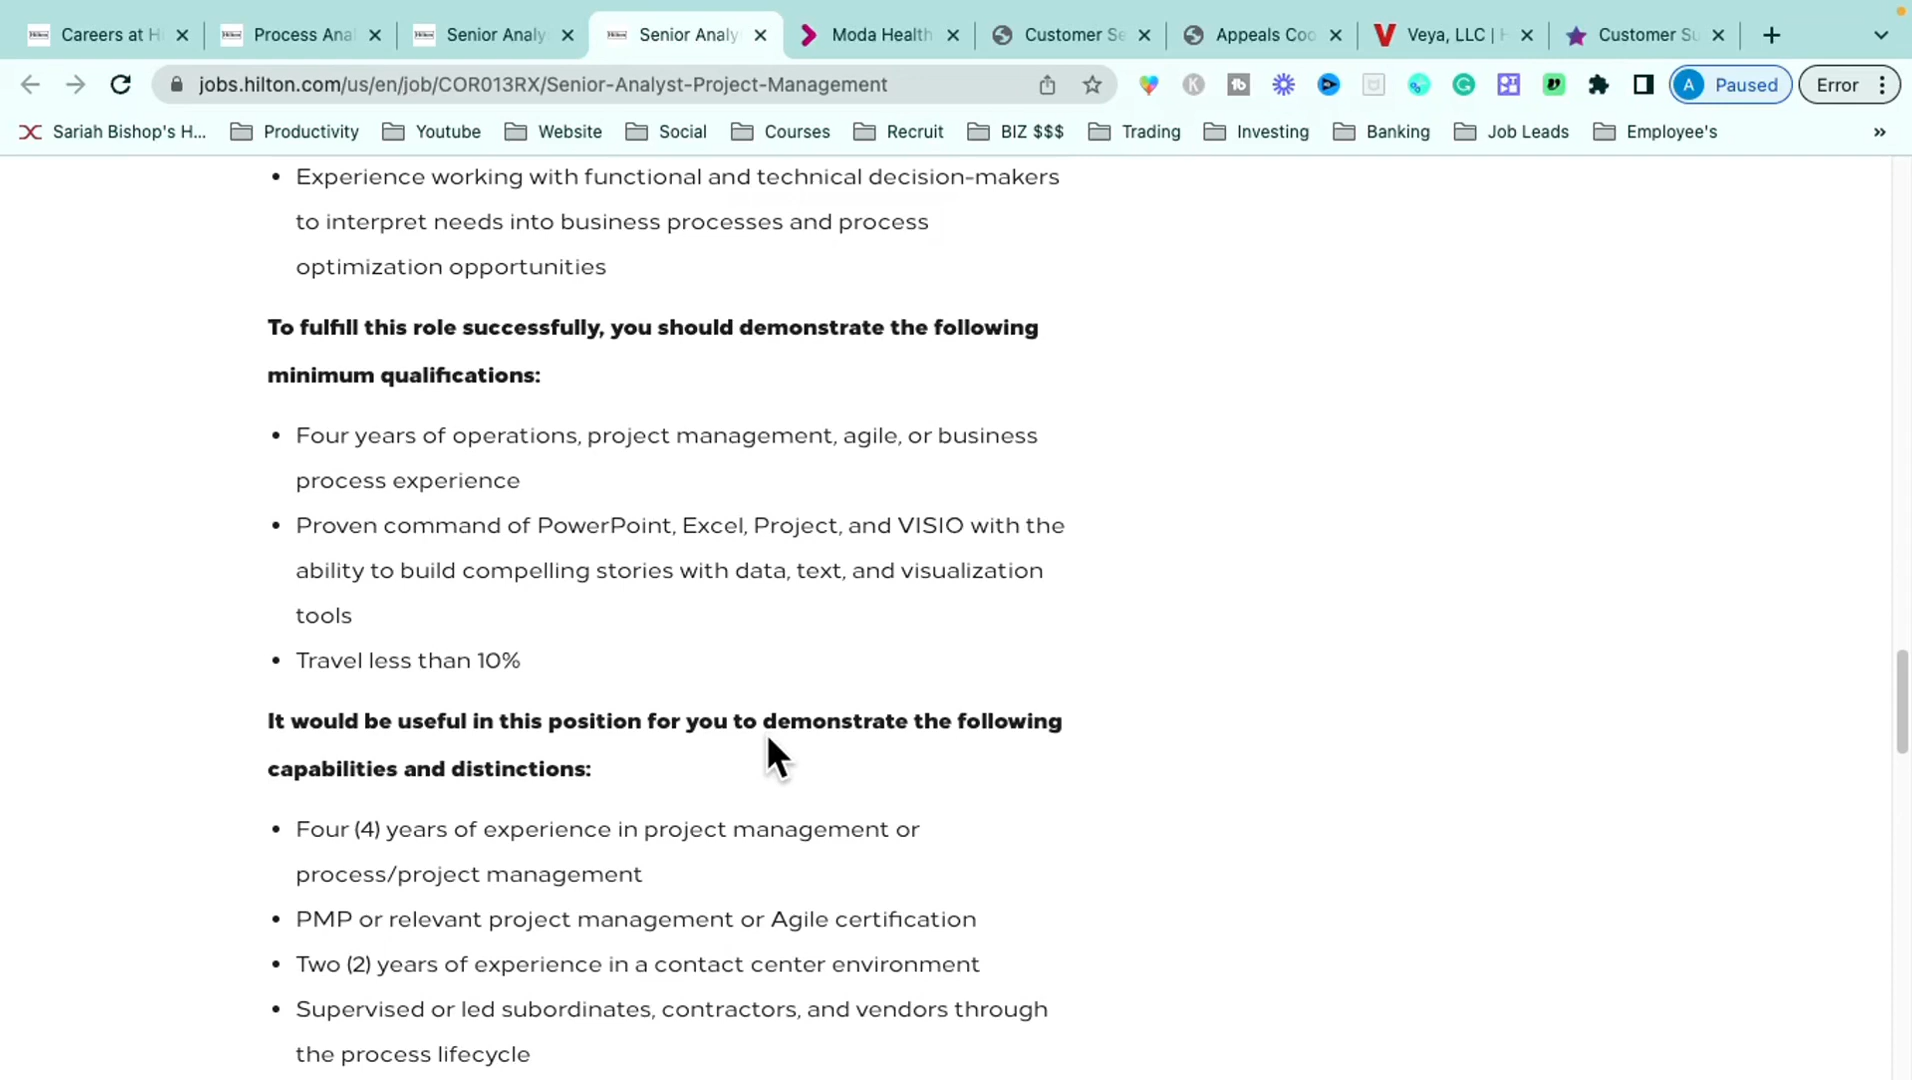 Careers at H
Process Ana
Senior Analy
Senior Analy
Moda Health
Customer Se
Appeals Coo
Veya, LLC | H
Customer Su
jobs.hilton.com/us/en/job/COR013RX/Senior-Analyst-Project-Management
K
tb
A
Paused
Error
Sariah Bishop's H...
Productivity
Youtube
Website
Social
Courses
Recruit
BIZ $$$
Trading
Investing
Banking
Job Leads
Employee's
»
• Experience working with functional and technical decision-makers
to interpret needs into business processes and process
optimization opportunities
To fulfill this role successfully, you should demonstrate the following
minimum qualifications:
• Four years of operations, project management, agile, or business
process experience
• Proven command of PowerPoint, Excel, Project, and VISIO with the
ability to build compelling stories with data, text, and visualization
tools
• Travel less than 10%
It would be useful in this position for you to demonstrate the following
capabilities and distinctions:
• Four (4) years of experience in project management or
process/project management
• PMP or relevant project management or Agile certification
• Two (2) years of experience in a contact center environment
• Supervised or led subordinates, contractors, and vendors through
the process lifecycle